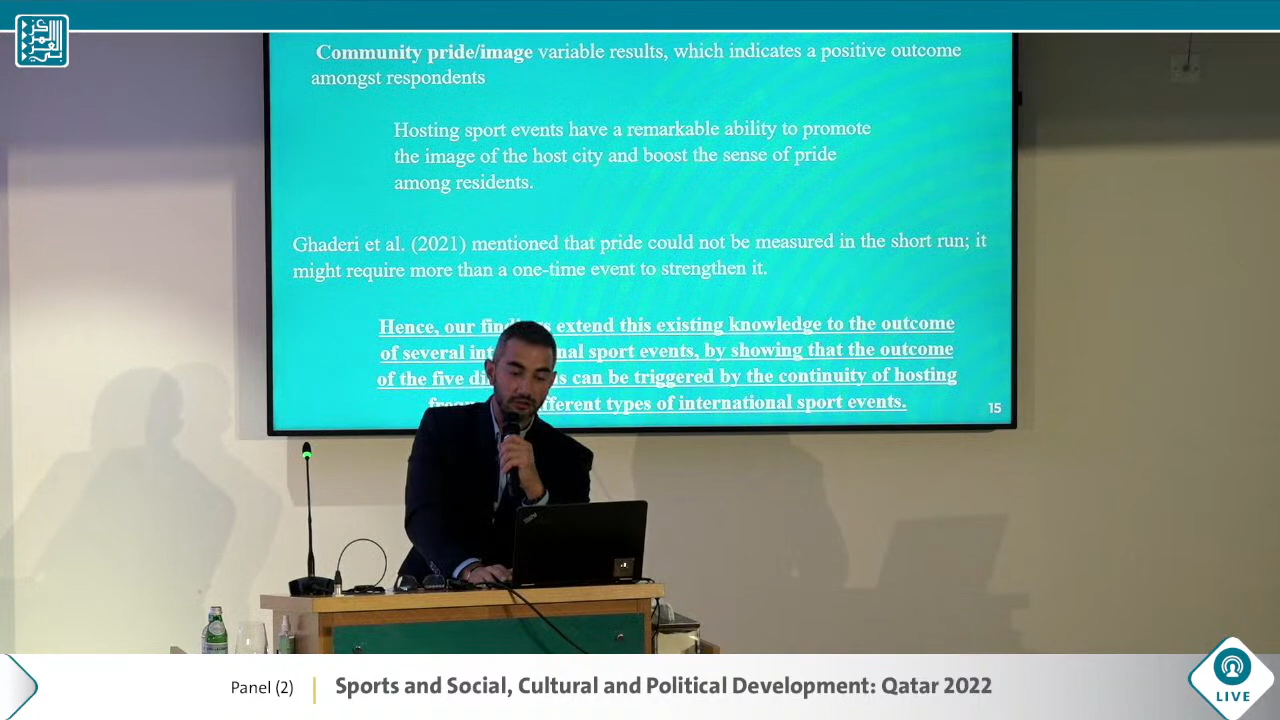 المركز
العربي
Community pride/image variable results, which indicates a positive outcome
amongst respondents
Hosting sport events have a remarkable ability to promote
the image of the host city and boost the sense of pride
among residents.
Ghaderi et al. (2021) mentioned that pride could not be measured in the short run; it
might require more than a one-time event to strengthen it.
Hence, our extend this existing knowledge to the outcome
of several sport events, by showing that the outcome
of the five can be triggered by the continuity of hosting
types of international sport events.
15
ThinkPad
Panel (2)
Sports and Social, Cultural and Political Development: Qatar 2022
LIVE